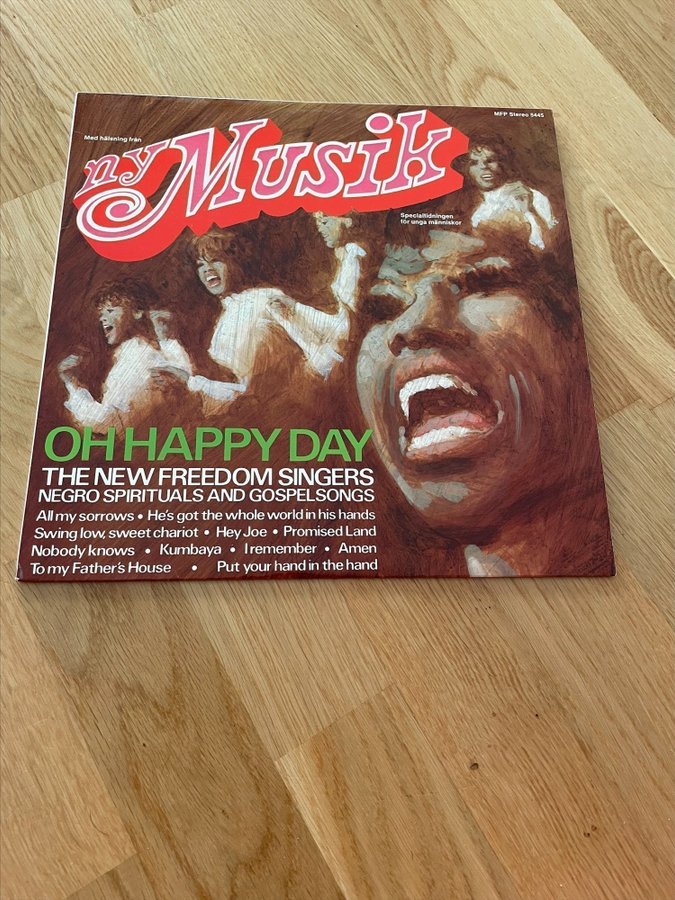 Med hälsning från
MFP Stereo 5445
ny Musik
Specialtidningen
för unga människor
OH HAPPY DAY
THE NEW FREEDOM SINGERS
NEGRO SPIRITUALS AND GOSPELSONGS
All my sorrows • He's got the whole world in his hands
Swing low, sweet chariot • Hey Joe • Promised Land
Nobody knows • Kumbaya • I remember • Amen
To my Father's House • Put your hand in the hand